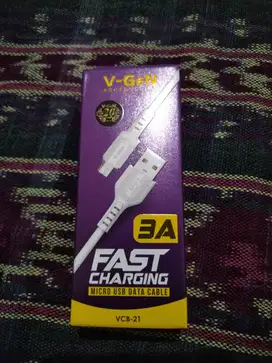 V-GeN
3A
FAST
CHARGING
MICRO USB DATA CABLE
VCB-21